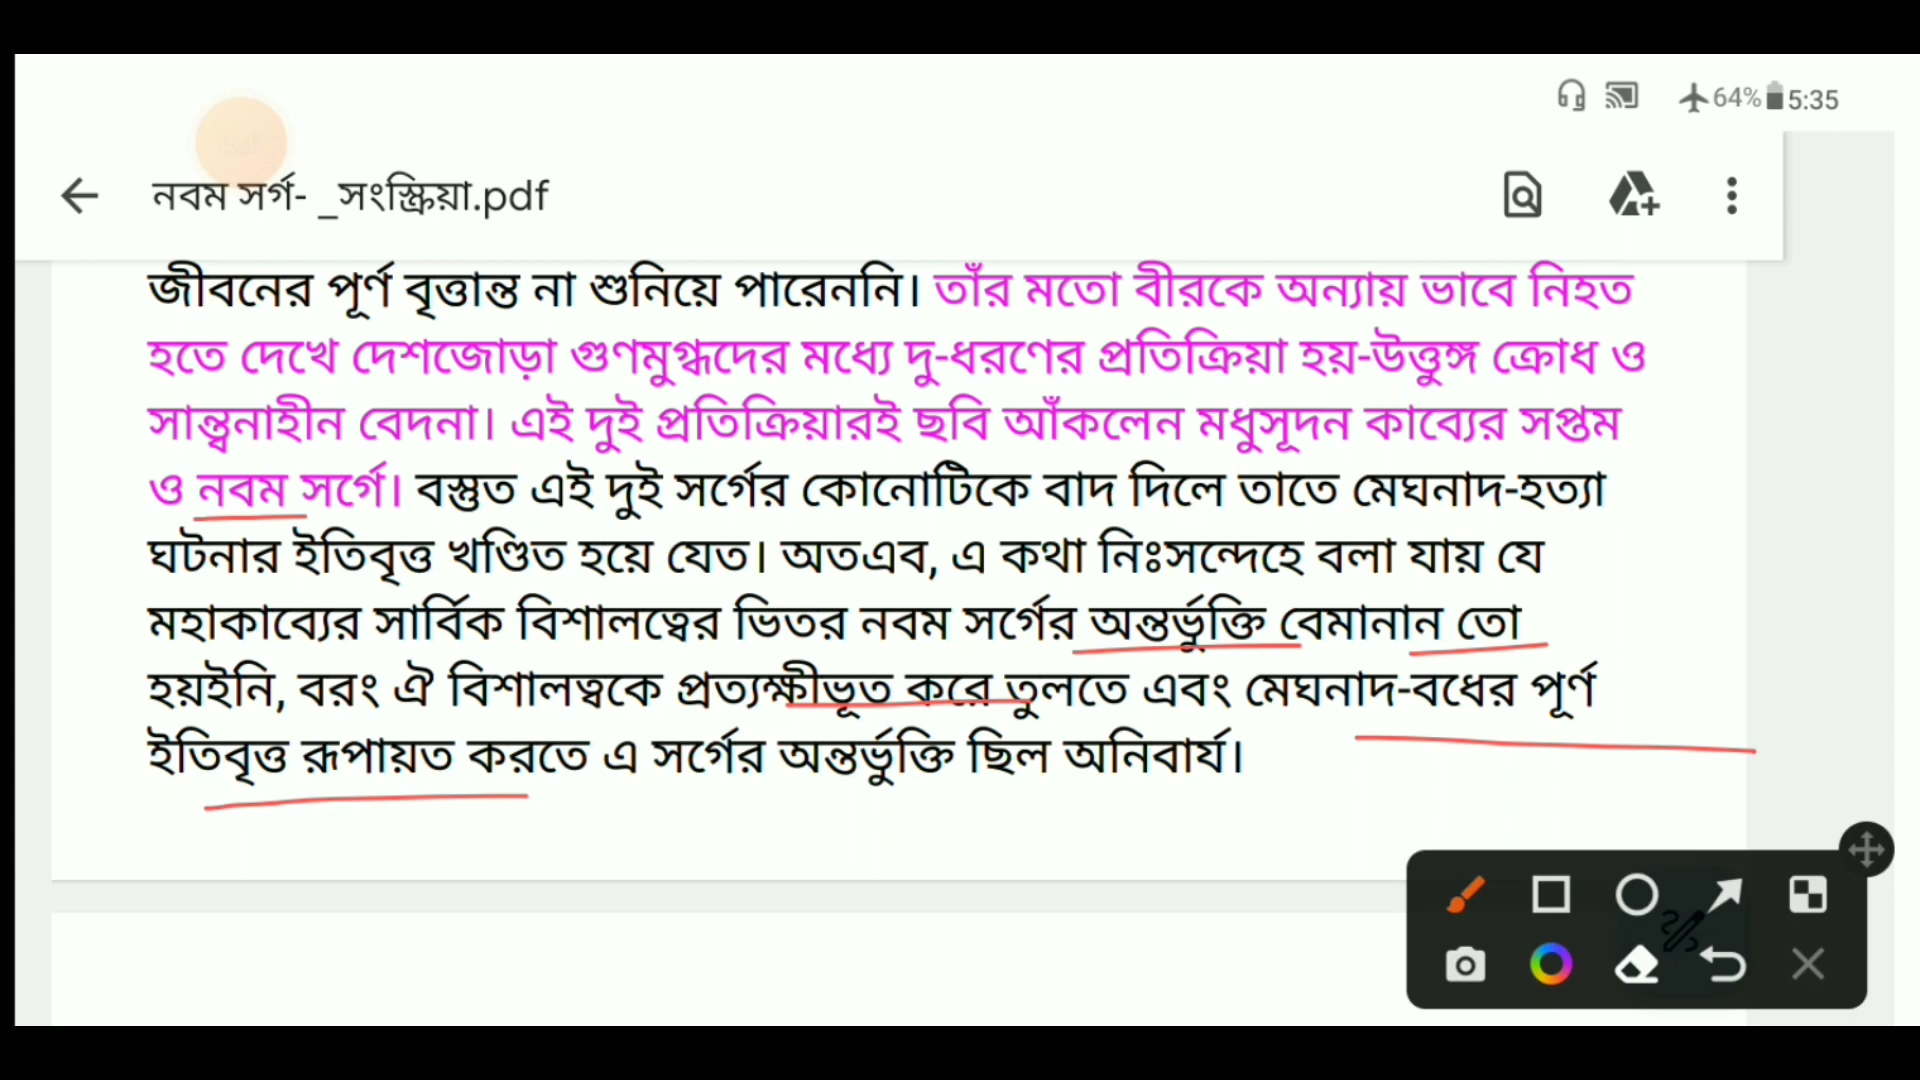 64% 5:35
নবম সর্গ- _সংস্ক্রিয়া.pdf
জীবনের পূর্ণ বৃত্তান্ত না শুনিয়ে পারেননি। তাঁর মতো বীরকে অন্যায় ভাবে নিহত
হতে দেখে দেশজোড়া গুণমুগ্ধদের মধ্যে দু-ধরণের প্রতিক্রিয়া হয়-উত্তুঙ্গ ক্রোধ ও
সান্ত্বনাহীন বেদনা। এই দুই প্রতিক্রিয়ারই ছবি আঁকলেন মধুসূদন কাব্যের সপ্তম
ও নবম সর্গে। বস্তুত এই দুই সর্গের কোনোটিকে বাদ দিলে তাতে মেঘনাদ-হত্যা
ঘটনার ইতিবৃত্ত খণ্ডিত হয়ে যেত। অতএব, এ কথা নিঃসন্দেহে বলা যায় যে
মহাকাব্যের সার্বিক বিশালত্বের ভিতর নবম সর্গের অন্তর্ভুক্তি বেমানান তো
হয়ইনি, বরং ঐ বিশালত্বকে প্রত্যক্ষীভূত করে তুলতে এবং মেঘনাদ-বধের পূর্ণ
ইতিবৃত্ত রূপায়ত করতে এ সর্গের অন্তর্ভুক্তি ছিল অনিবার্য।